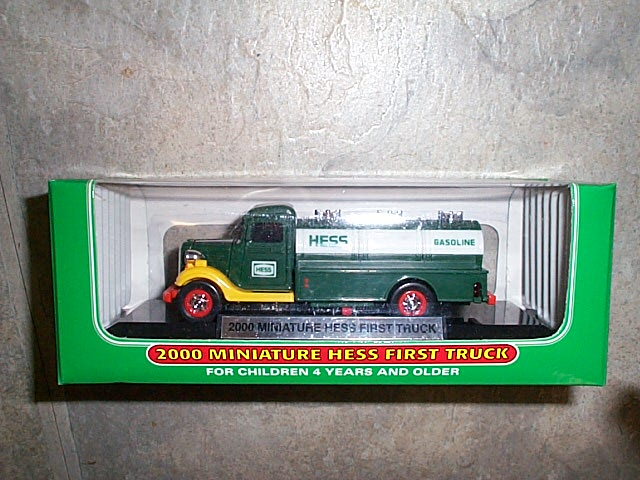 HESS
GASOLINE
HESS
2000 MINIATURE HESS FIRST TRUCK
2000 MINIATURE HESS FIRST TRUCK
FOR CHILDREN 4 YEARS AND OLDER